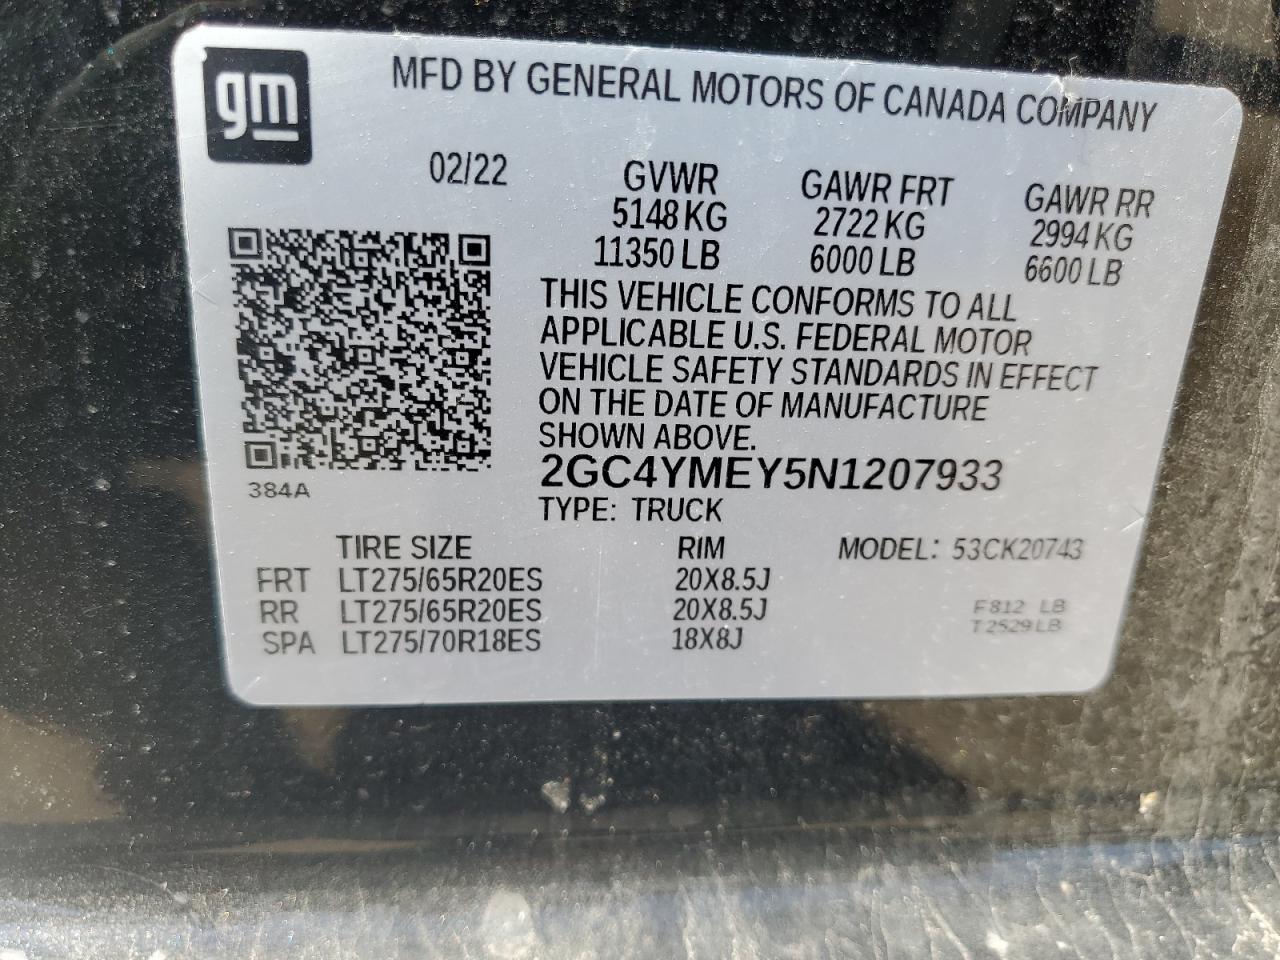 gm
MFD BY GENERAL MOTORS OF CANADA COMPANY
02/22
GVWR
5148 KG
11350 LB
GAWR FRT
2722 KG
6000 LB
GAWR RR
2994 KG
6600 LB
THIS VEHICLE CONFORMS TO ALL
APPLICABLE U.S. FEDERAL MOTOR
VEHICLE SAFETY STANDARDS IN EFFECT
ON THE DATE OF MANUFACTURE
SHOWN ABOVE.
2GC4YMEY5N1207933
384A
TYPE: TRUCK
TIRE SIZE RIM MODEL: 53CK20743
FRT LT275/65R20ES 20X8.5J
RR LT275/65R20ES 20X8.5J
SPA LT275/70R18ES 18X8J
F812 LB
T2529LB